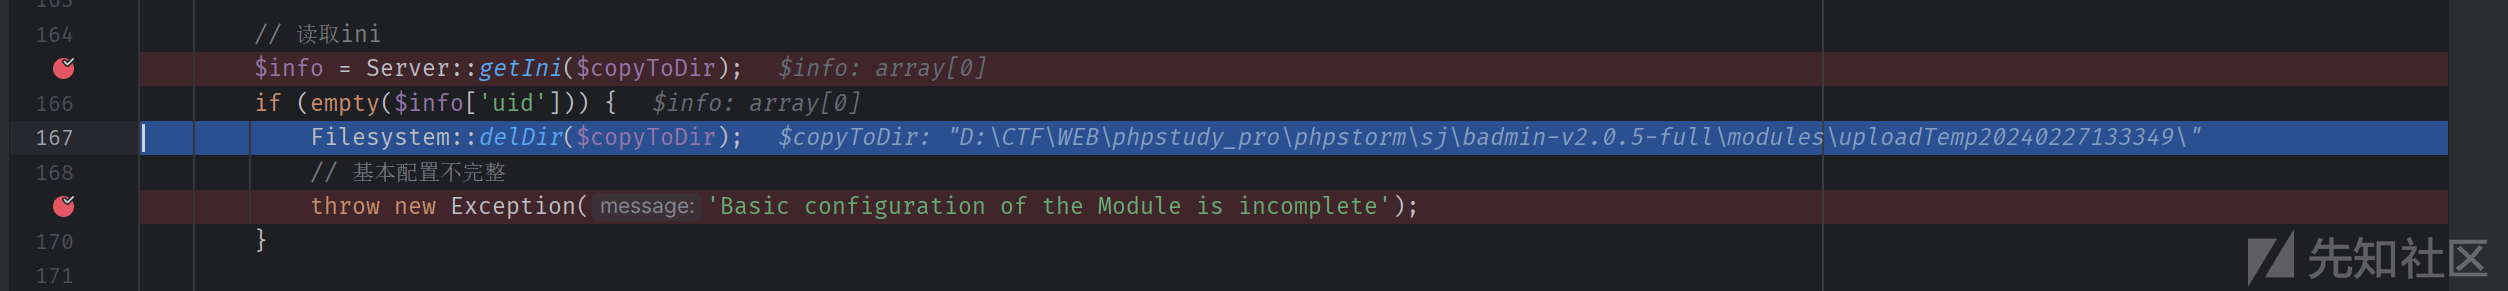 164 // 读取ini
$info = Server::getIni($copyToDir); $info: array[0]
166 if (empty($info['uid'])) { $info: array[0]
167 Filesystem::delDir($copyToDir); $copyToDir: "D:\CTF\WEB\phpstudy_pro\phpstorm\sj\badmin-v2.0.5-full\modules\uploadTemp20240227133349\"
168 // 基本配置不完整
throw new Exception( message: 'Basic configuration of the Module is incomplete');
170 }
171
先知社区